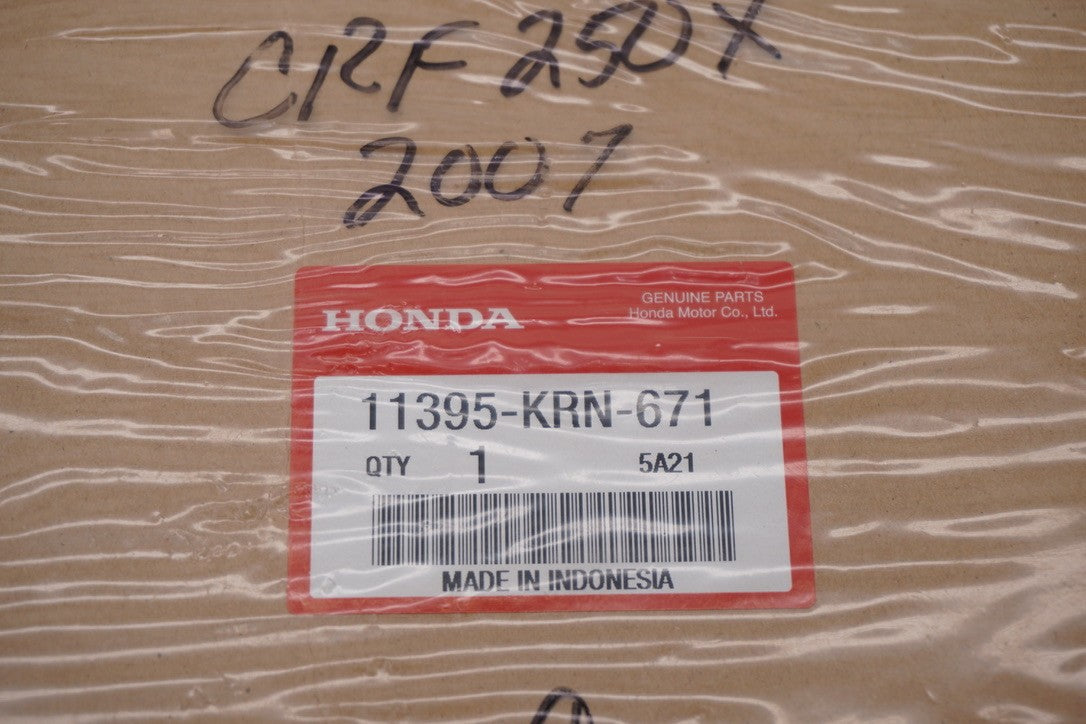 CRF 250X
2007
HONDA
GENUINE PARTS
Honda Motor Co., Ltd.
11395-KRN-671
QTY 1 5A21
MADE IN INDONESIA